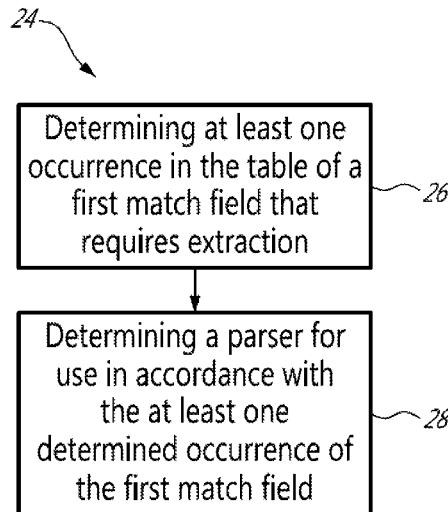 24
Determining at least one
occurrence in the table of a
first match field that
requires extraction
26
Determining a parser for
use in accordance with
the at least one
determined occurrence of
the first match field
28